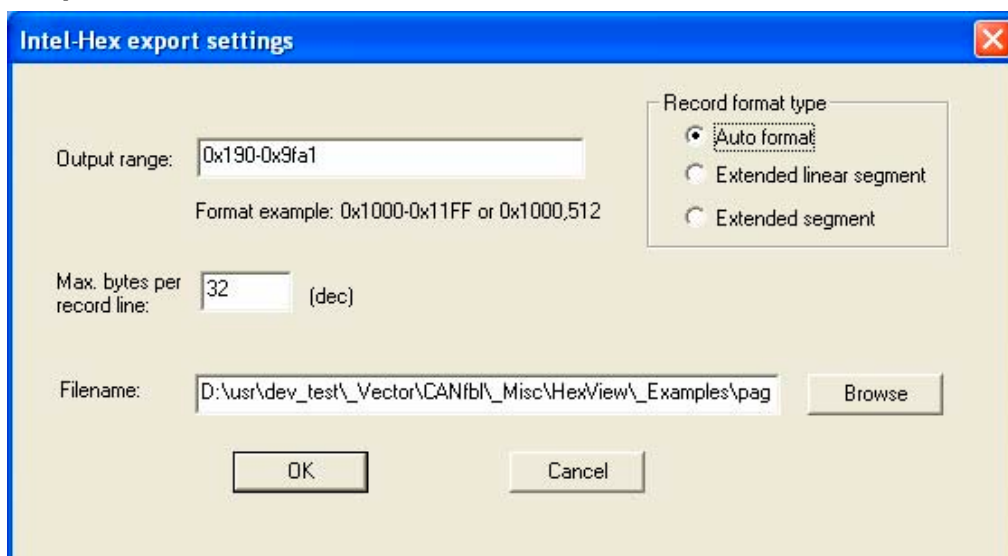 Intel-Hex export settings
Record format type
Auto format
Output range: 0x190-0x9fa1
Extended linear segment
Format example: 0x1000-0x11FF or 0x1000,512
Extended segment
Max. bytes per
record line: 32 (dec)
Filename: D:\usr\dev_test\_Vector\CANfbl\_Misc\HexView\_Examples\pag Browse
OK Cancel